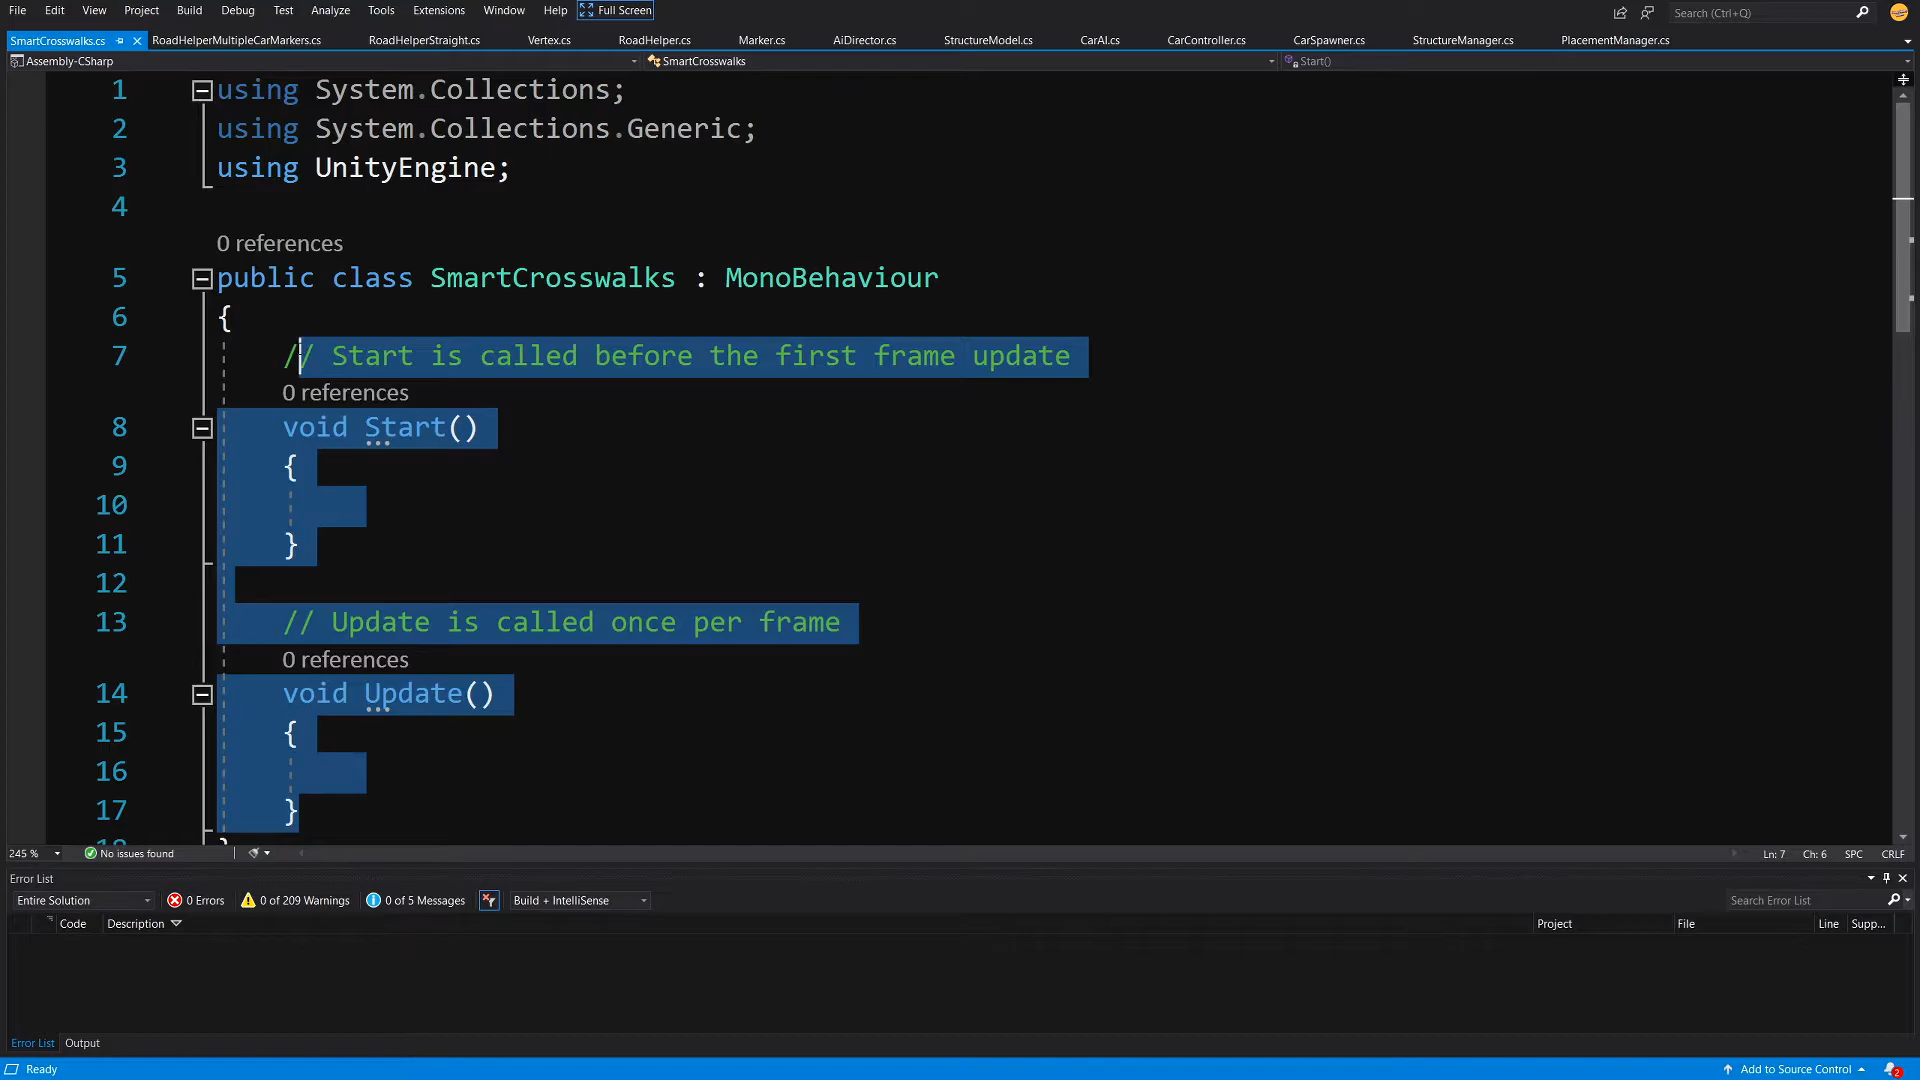 File Edit View Project Build Debug Test Analyze Tools Extensions Window Help Full Screen Search (Ctrl+Q)
SmartCrosswalks.cs RoadHelperMultipleCarMarkers.cs RoadHelperStraight.cs Vertex.cs RoadHelper.cs Marker.cs AiDirector.cs StructureModel.cs CarAI.cs CarController.cs CarSpawner.cs StructureManager.cs PlacementManager.cs
Assembly-CSharp SmartCrosswalks Start()
1 using System.Collections;
2 using System.Collections.Generic;
3 using UnityEngine;
4
0 references
5 public class SmartCrosswalks : MonoBehaviour
6 {
7 // Start is called before the first frame update
0 references
8 void Start()
9 {
10
11 }
12
13 // Update is called once per frame
0 references
14 void Update()
15 {
16
17 }
18 }
245 % No issues found Ln: 7 Ch: 6 SPC CRLF
Error List
Entire Solution 0 Errors 0 of 209 Warnings 0 of 5 Messages Build + IntelliSense Search Error List
Code Description Project File Line Supp...
Error List Output
Ready Add to Source Control 2